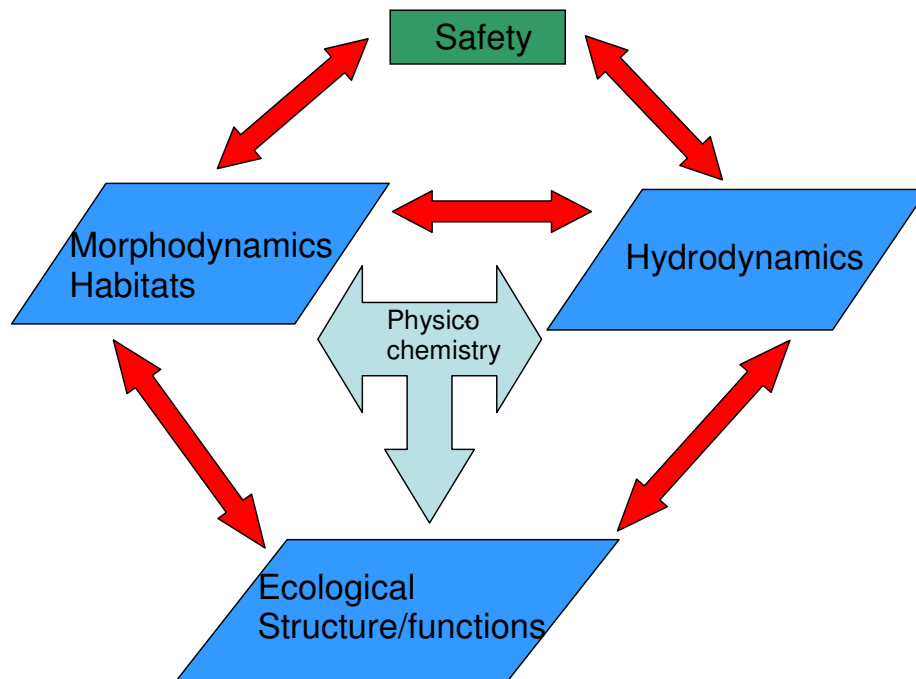 Safety
Morphodynamics
Habitats
Hydrodynamics
Physico-
chemistry
Ecological
Structure/functions